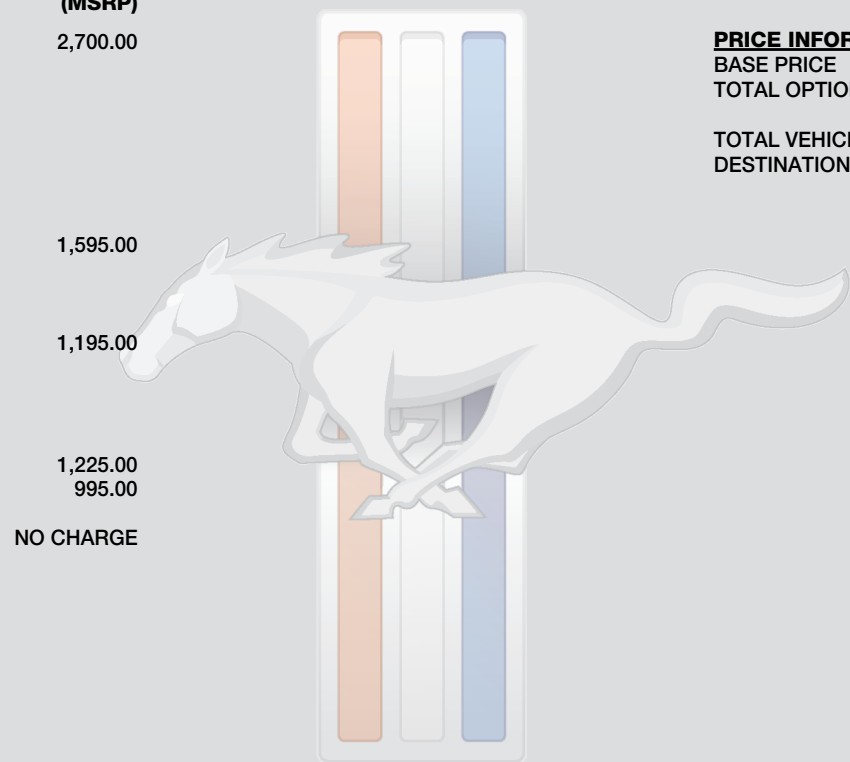 (MSRP)
2,700.00
1,595.00
1,195.00
1,225.00
995.00
NO CHARGE
PRICE INFOR
BASE PRICE
TOTAL OPTIO
TOTAL VEHICL
DESTINATION